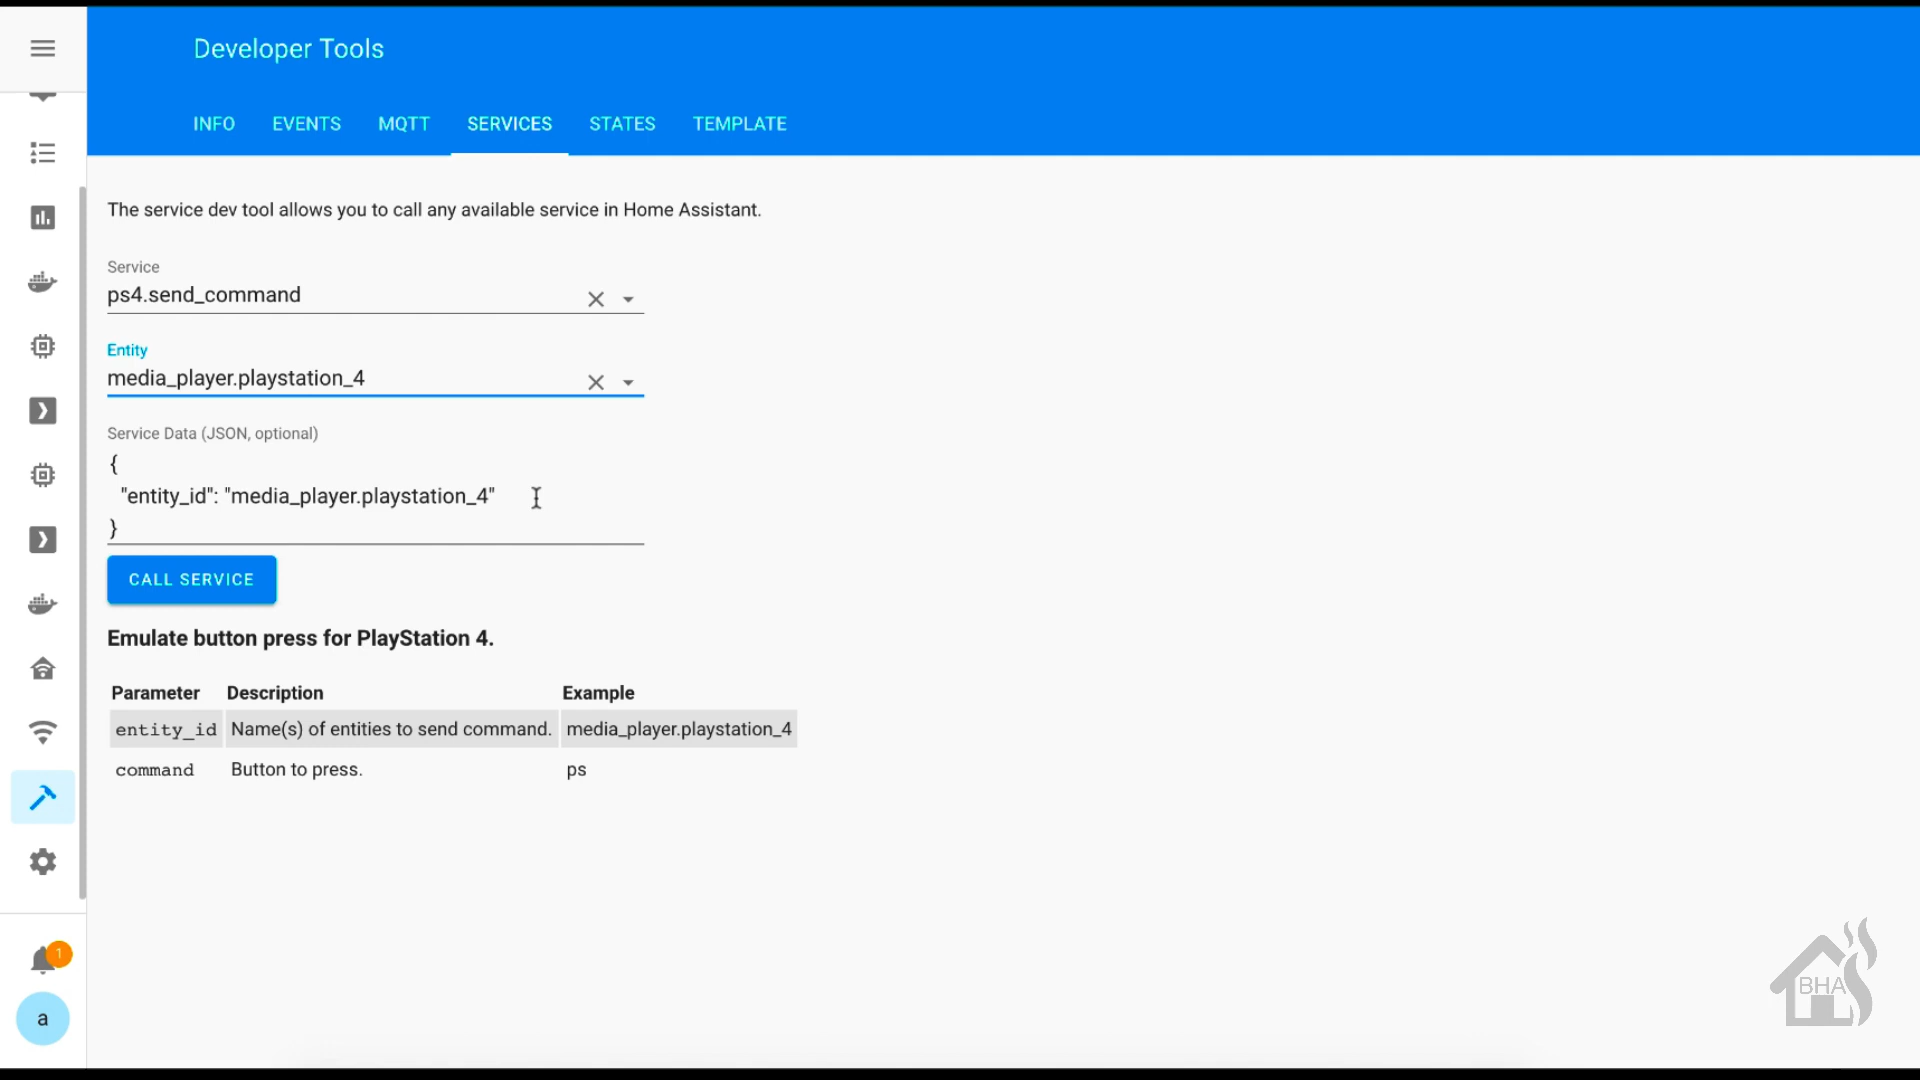 Developer Tools
INFO EVENTS MQTT SERVICES STATES TEMPLATE
The service dev tool allows you to call any available service in Home Assistant.
Service
ps4.send_command
Entity
media_player.playstation_4
Service Data (JSON, optional)
{
"entity_id": "media_player.playstation_4"
}
CALL SERVICE
Emulate button press for PlayStation 4.
Parameter Description Example
entity_id Name(s) of entities to send command. media_player.playstation_4
command Button to press. ps
1
a
BHA